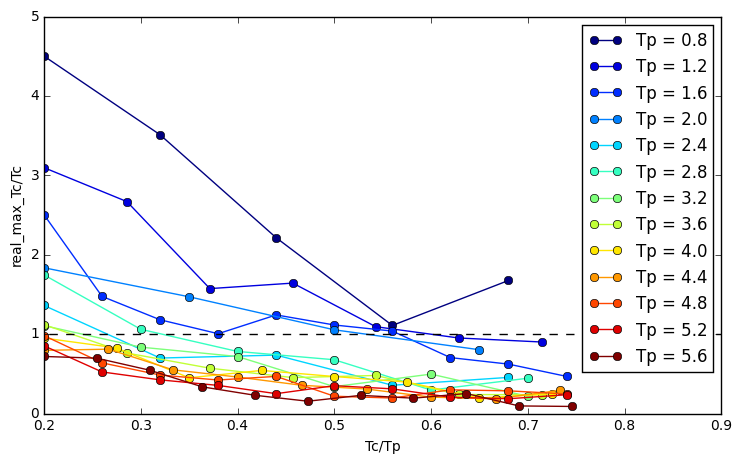 5
4
3
2
1
0
0.2 0.3 0.4 0.5 0.6 0.7 0.8 0.9
real_max_Tc/Tc
Tc/Tp
Tp = 0.8
Tp = 1.2
Tp = 1.6
Tp = 2.0
Tp = 2.4
Tp = 2.8
Tp = 3.2
Tp = 3.6
Tp = 4.0
Tp = 4.4
Tp = 4.8
Tp = 5.2
Tp = 5.6